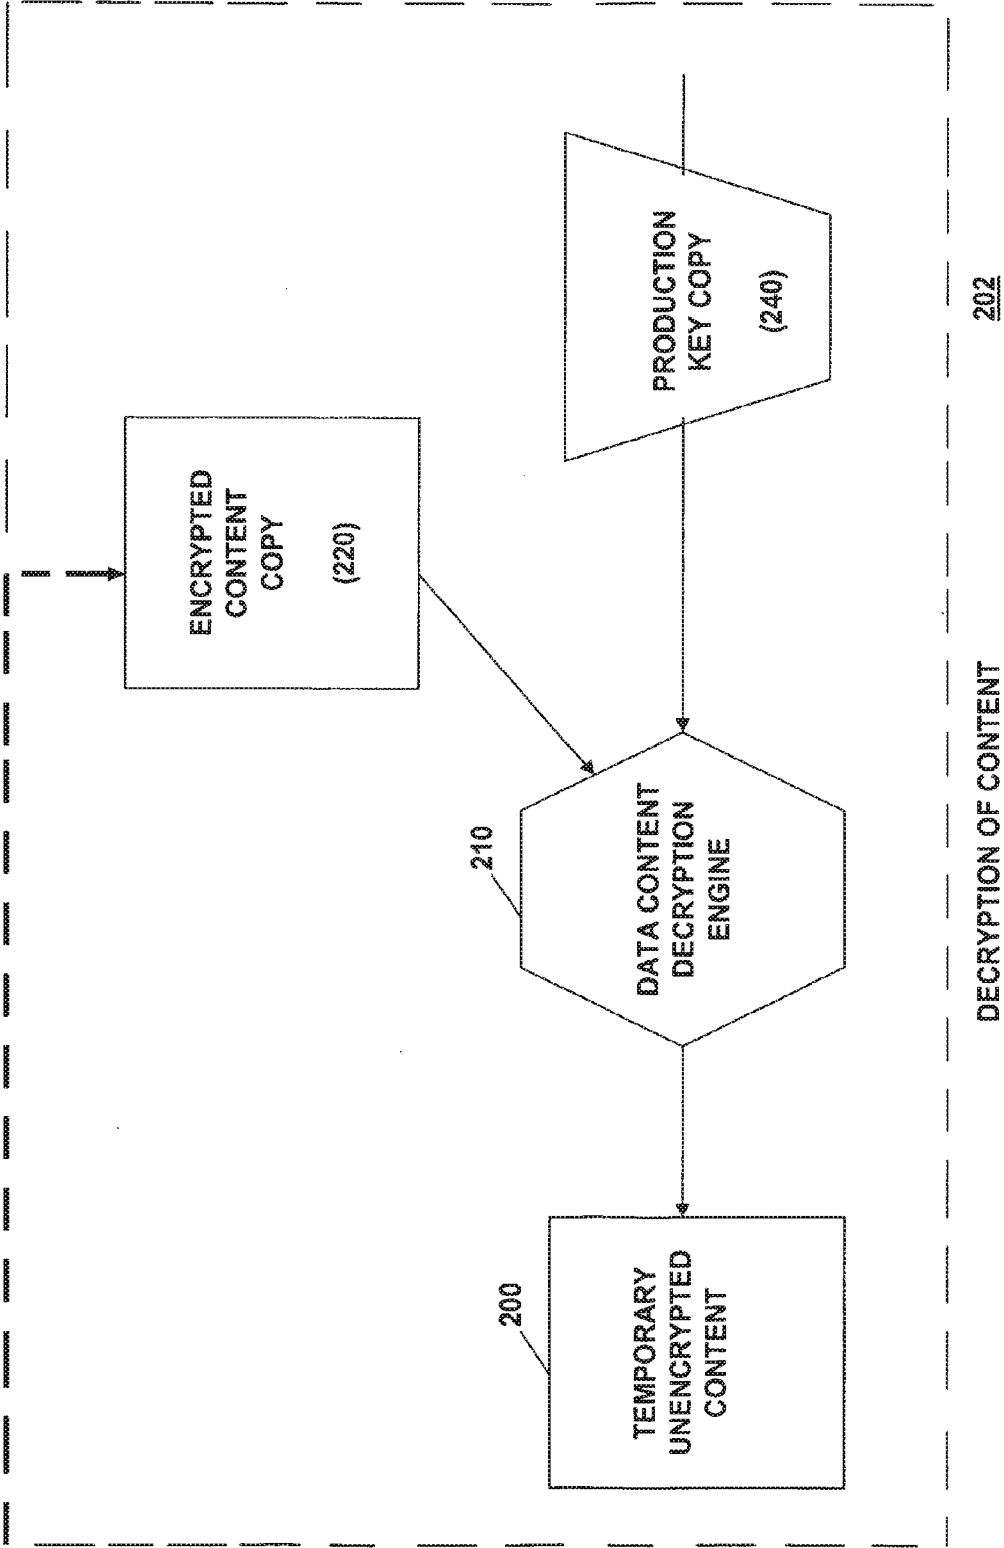 200
TEMPORARY
UNENCRYPTED
CONTENT
210
DATA CONTENT
DECRYPTION
ENGINE
ENCRYPTED
CONTENT
COPY
(220)
PRODUCTION
KEY COPY
(240)
DECRYPTION OF CONTENT
202